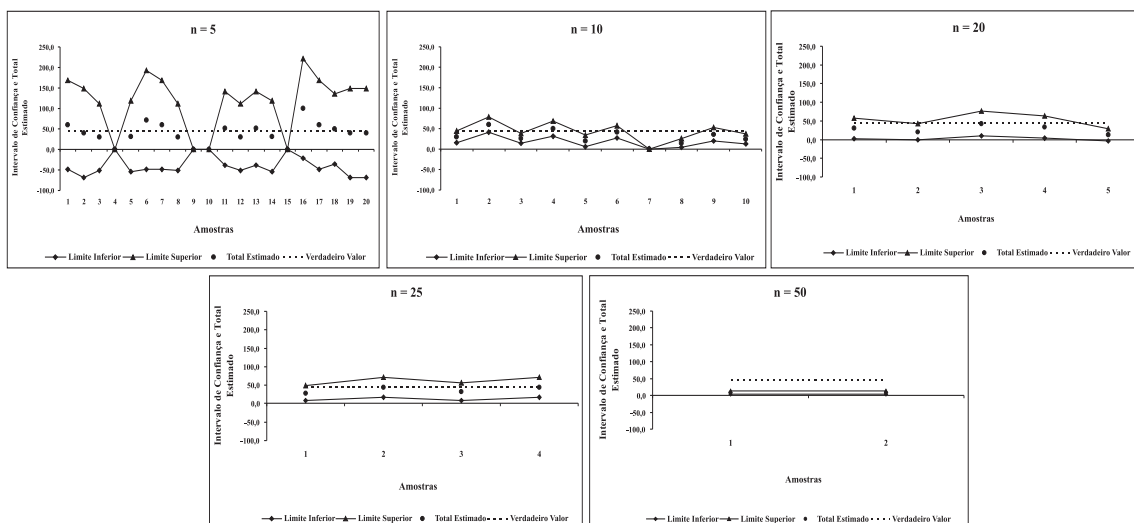 n = 5
Intervalo de Confiança e Total
Estimado
250,0
200,0
150,0
100,0
50,0
0,0
-50,0
-100,0
1 2 3 4 5 6 7 8 9 10 11 12 13 14 15 16 17 18 19 20
Amostras
Limite Inferior Limite Superior Total Estimado Verdadeiro Valor
n = 10
Intervalo de Confiança e Total
Estimado
250,0
200,0
150,0
100,0
50,0
0,0
-50,0
-100,0
1 2 3 4 5 6 7 8 9 10
Amostras
Limite Inferior Limite Superior Total Estimado Verdadeiro Valor
n = 20
Intervalo de Confiança e Total
Estimado
250,0
200,0
150,0
100,0
50,0
0,0
-50,0
-100,0
1 2 3 4 5
Amostras
Limite Inferior Limite Superior Total Estimado Verdadeiro Valor
n = 25
Intervalo de Confiança e Total
Estimado
250,0
200,0
150,0
100,0
50,0
0,0
-50,0
-100,0
1 2 3 4
Amostras
Limite Inferior Limite Superior Total Estimado Verdadeiro Valor
n = 50
Intervalo de Confiança e Total
Estimado
250,0
200,0
150,0
100,0
50,0
0,0
-50,0
-100,0
1 2
Amostras
Limite Inferior Limite Superior Total Estimado Verdadeiro Valor